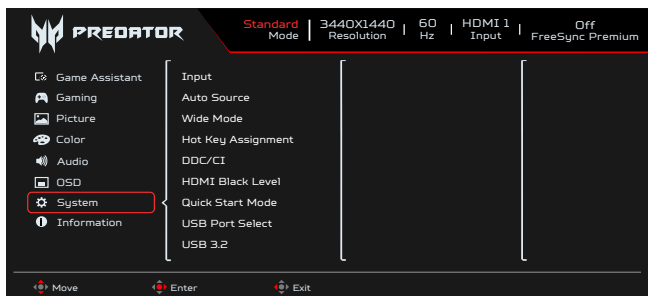 PREDATOR
Standard 3440X1440 60 HDMI 1 Off
Mode Resolution Hz Input FreeSync Premium
Game Assistant
Gaming
Picture
Color
Audio
OSD
System
Information
Input
Auto Source
Wide Mode
Hot Key Assignment
DDC/CI
HDMI Black Level
Quick Start Mode
USB Port Select
USB 3.2
Move Enter Exit